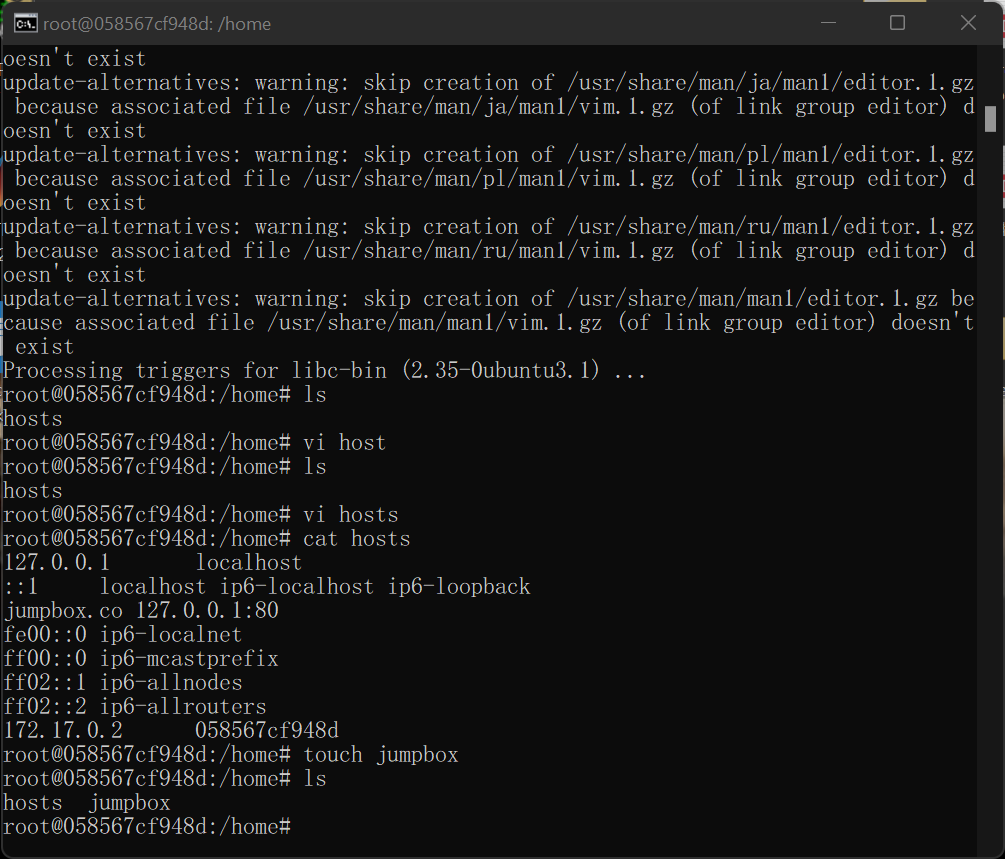 root@058567cf948d: /home
oesn't exist
update-alternatives: warning: skip creation of /usr/share/man/ja/man1/editor.1.gz
 because associated file /usr/share/man/ja/man1/vim.1.gz (of link group editor) d
oesn't exist
update-alternatives: warning: skip creation of /usr/share/man/pl/man1/editor.1.gz
 because associated file /usr/share/man/pl/man1/vim.1.gz (of link group editor) d
oesn't exist
update-alternatives: warning: skip creation of /usr/share/man/ru/man1/editor.1.gz
 because associated file /usr/share/man/ru/man1/vim.1.gz (of link group editor) d
oesn't exist
update-alternatives: warning: skip creation of /usr/share/man/man1/editor.1.gz be
cause associated file /usr/share/man/man1/vim.1.gz (of link group editor) doesn't
 exist
Processing triggers for libc-bin (2.35-0ubuntu3.1) ...
root@058567cf948d:/home# ls
hosts
root@058567cf948d:/home# vi host
root@058567cf948d:/home# ls
hosts
root@058567cf948d:/home# vi hosts
root@058567cf948d:/home# cat hosts
127.0.0.1       localhost
::1     localhost ip6-localhost ip6-loopback
jumpbox.co 127.0.0.1:80
fe00::0 ip6-localnet
ff00::0 ip6-mcastprefix
ff02::1 ip6-allnodes
ff02::2 ip6-allrouters
172.17.0.2      058567cf948d
root@058567cf948d:/home# touch jumpbox
root@058567cf948d:/home# ls
hosts  jumpbox
root@058567cf948d:/home#